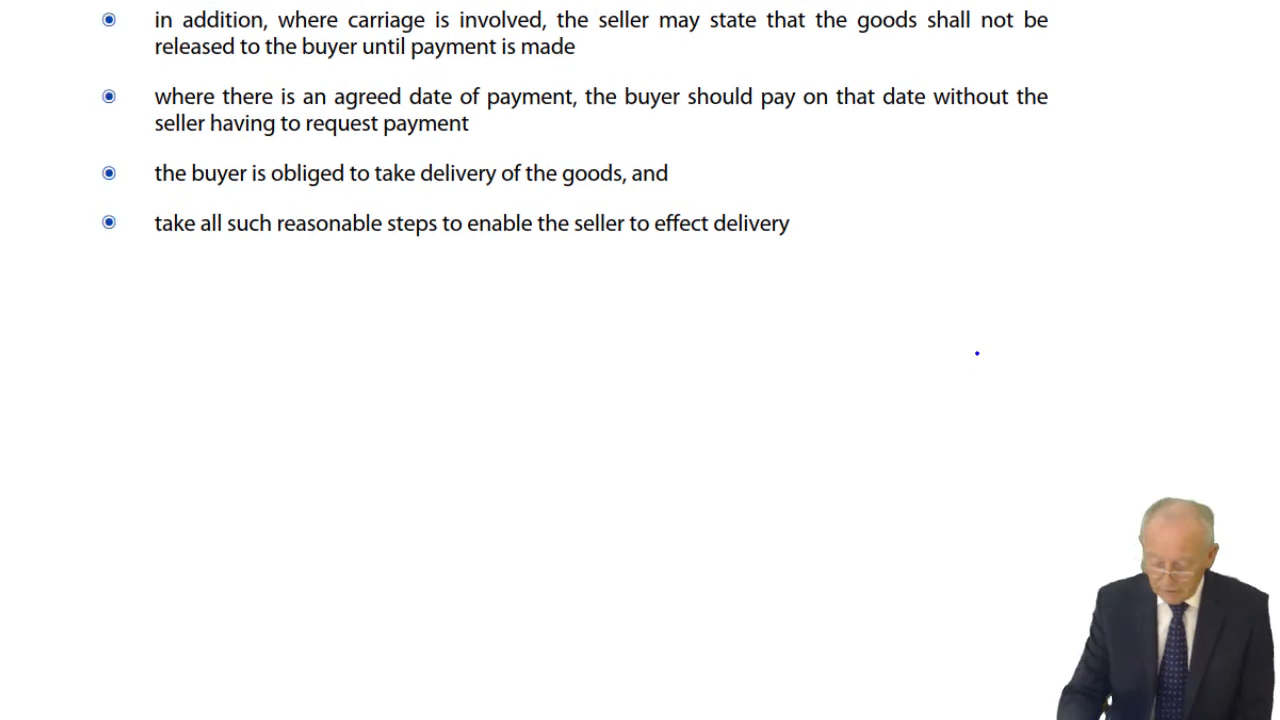 in addition, where carriage is involved, the seller may state that the goods shall not be
released to the buyer until payment is made
where there is an agreed date of payment, the buyer should pay on that date without the
seller having to request payment
the buyer is obliged to take delivery of the goods, and
take all such reasonable steps to enable the seller to effect delivery